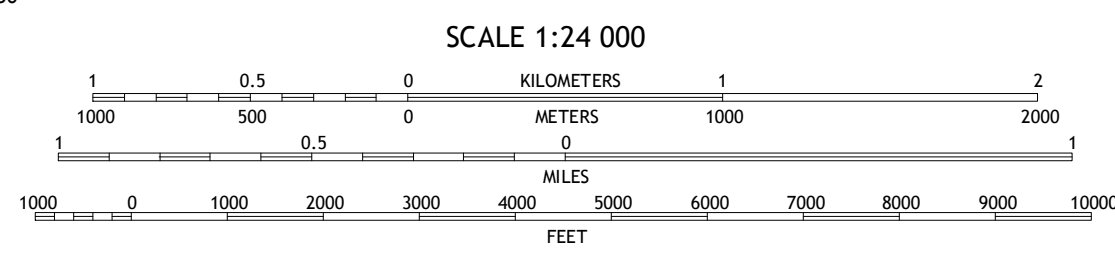 SCALE 1:24 000
1 0.5 0 KILOMETERS 1 2
1000 500 0 METERS 1000 2000
1 0.5 0 1
MILES
1000 0 1000 2000 3000 4000 5000 6000 7000 8000 9000 10000
FEET